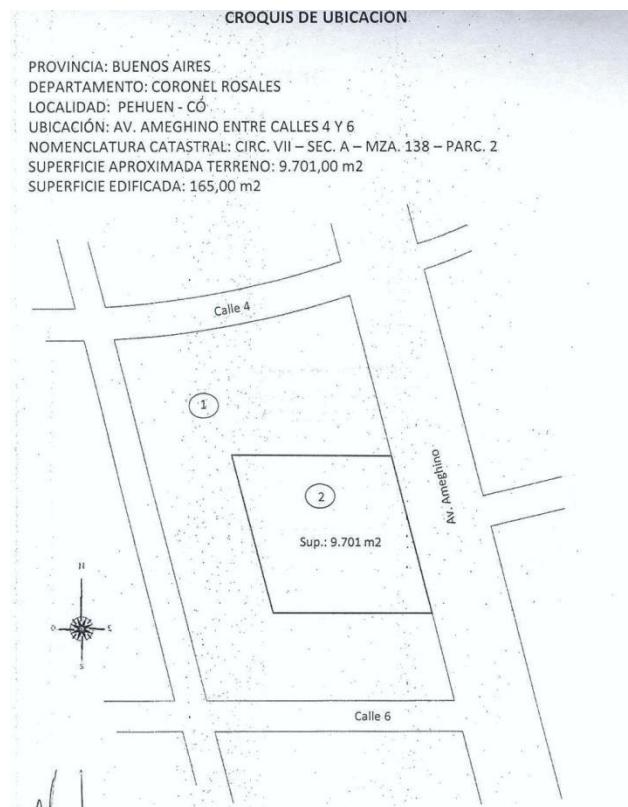 CROQUIS DE UBICACIÓN
PROVINCIA: BUENOS AIRES
DEPARTAMENTO: CORONEL ROSALES
LOCALIDAD: PEHUEN - CÓ
UBICACIÓN: AV. AMEGHINO ENTRE CALLES 4 Y 6
NOMENCLATURA CATASTRAL: CIRC. VII – SEC. A – MZA. 138 – PARC. 2
SUPERFICIE APROXIMADA TERRENO: 9.701,00 m2
SUPERFICIE EDIFICADA: 165,00 m2
Calle 4
1
Av. Ameghino
2
Sup.: 9.701 m2
N
O
E
S
Calle 6